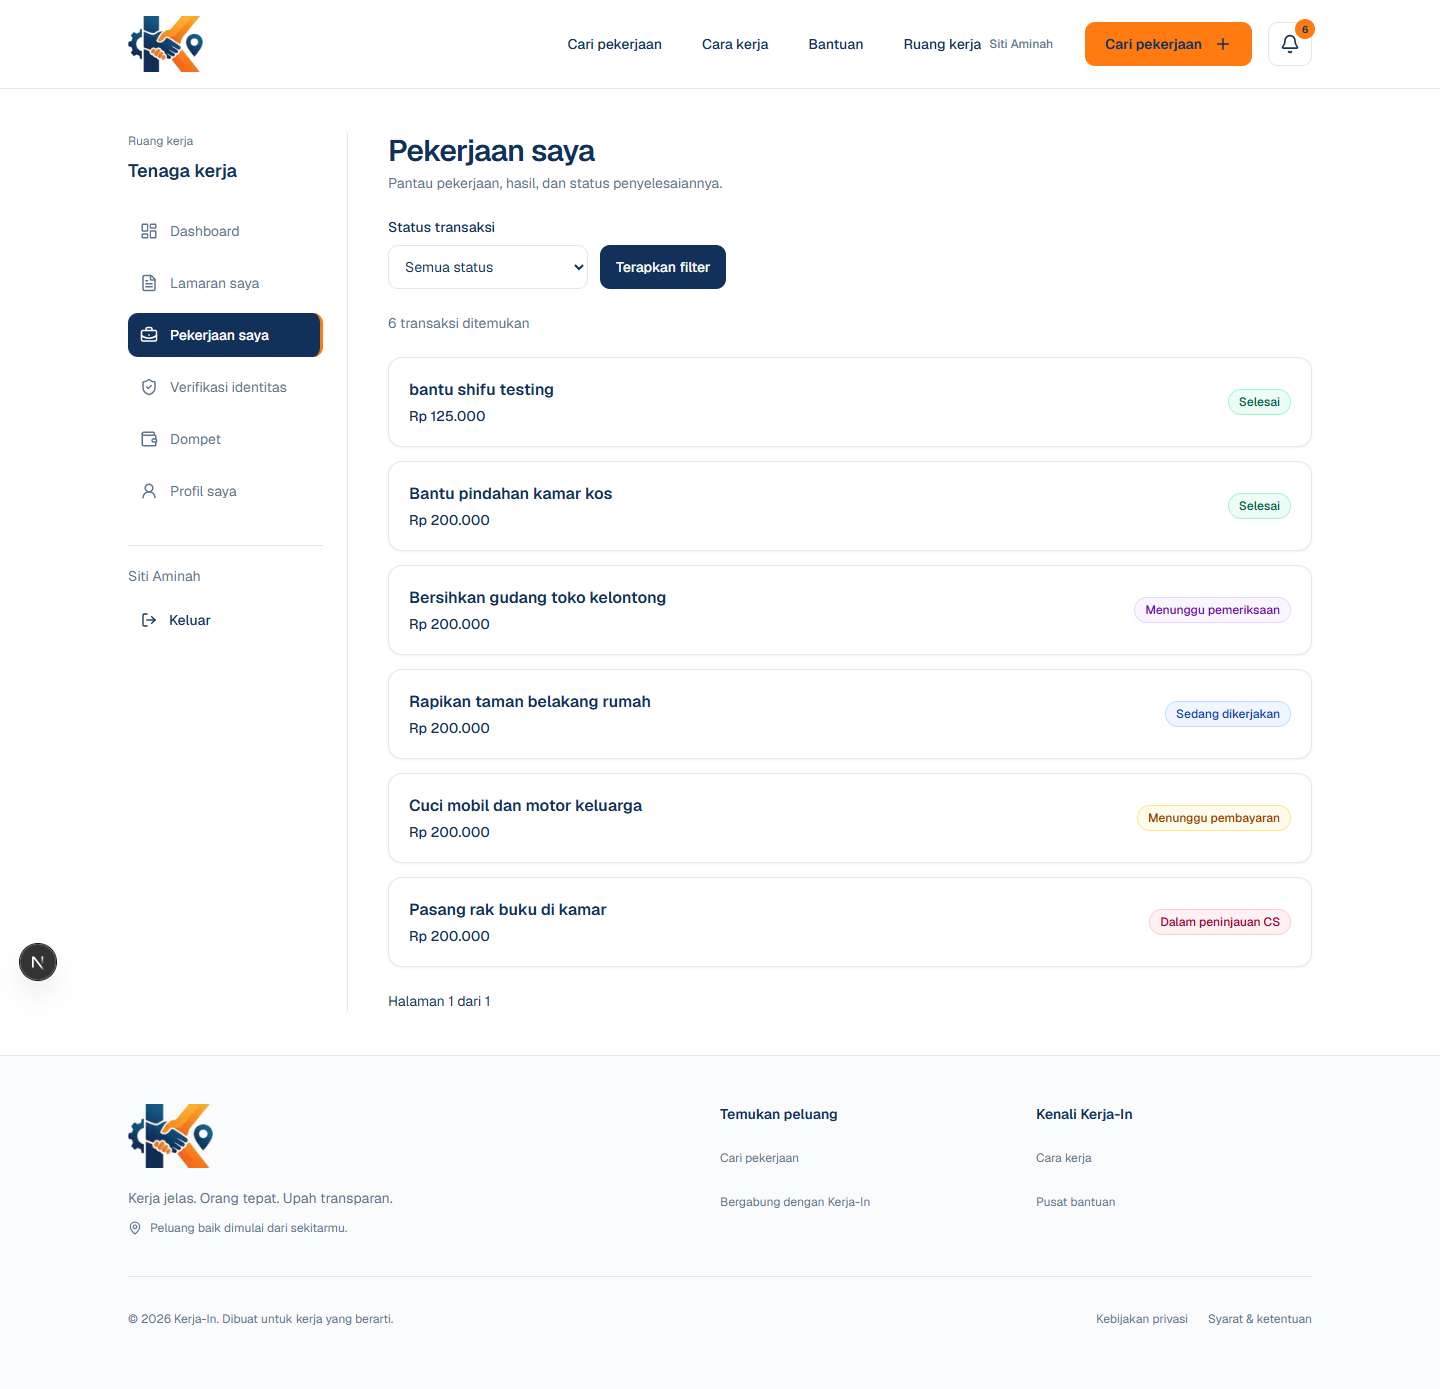 Cari pekerjaan
Cara kerja
Bantuan
Ruang kerja Siti Aminah
Cari pekerjaan
6
Ruang kerja
Tenaga kerja
Dashboard
Lamaran saya
Pekerjaan saya
Verifikasi identitas
Dompet
Profil saya
Siti Aminah
Keluar
Pekerjaan saya
Pantau pekerjaan, hasil, dan status penyelesaiannya.
Status transaksi
Semua status
Terapkan filter
6 transaksi ditemukan
bantu shifu testing
Rp 125.000
Selesai
Bantu pindahan kamar kos
Rp 200.000
Selesai
Bersihkan gudang toko kelontong
Rp 200.000
Menunggu pemeriksaan
Rapikan taman belakang rumah
Rp 200.000
Sedang dikerjakan
Cuci mobil dan motor keluarga
Rp 200.000
Menunggu pembayaran
Pasang rak buku di kamar
Rp 200.000
Dalam peninjauan CS
Halaman 1 dari 1
N
Kerja jelas. Orang tepat. Upah transparan.
Peluang baik dimulai dari sekitarmu.
Temukan peluang
Cari pekerjaan
Bergabung dengan Kerja-In
Kenali Kerja-In
Cara kerja
Pusat bantuan
© 2026 Kerja-In. Dibuat untuk kerja yang berarti.
Kebijakan privasi
Syarat & ketentuan